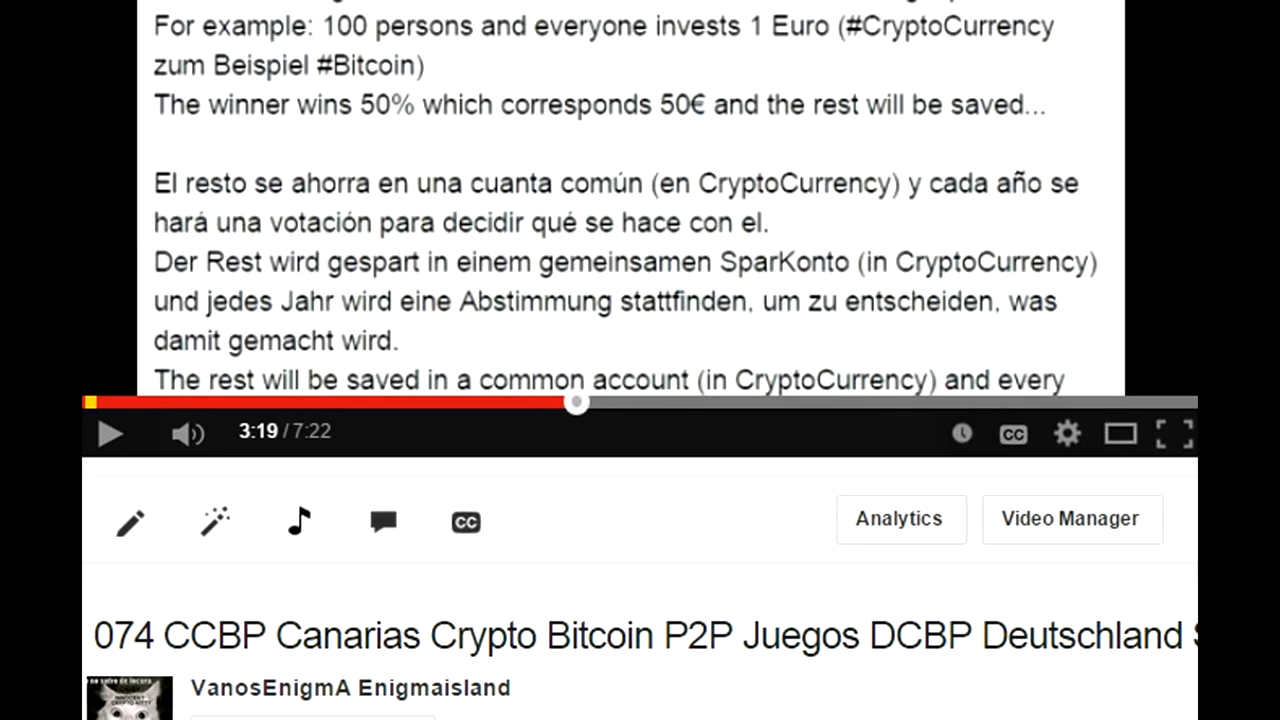 For example: 100 persons and everyone invests 1 Euro (#CryptoCurrency
zum Beispiel #Bitcoin)
The winner wins 50% which corresponds 50€ and the rest will be saved...
El resto se ahorra en una cuanta común (en CryptoCurrency) y cada año se
hará una votación para decidir qué se hace con el.
Der Rest wird gespart in einem gemeinsamen SparKonto (in CryptoCurrency)
und jedes Jahr wird eine Abstimmung stattfinden, um zu entscheiden, was
damit gemacht wird.
The rest will be saved in a common account (in CryptoCurrency) and every
3:19 / 7:22
CC
CC
Analytics
Video Manager
074 CCBP Canarias Crypto Bitcoin P2P Juegos DCBP Deutschland
VanosEnigmA Enigmaisland